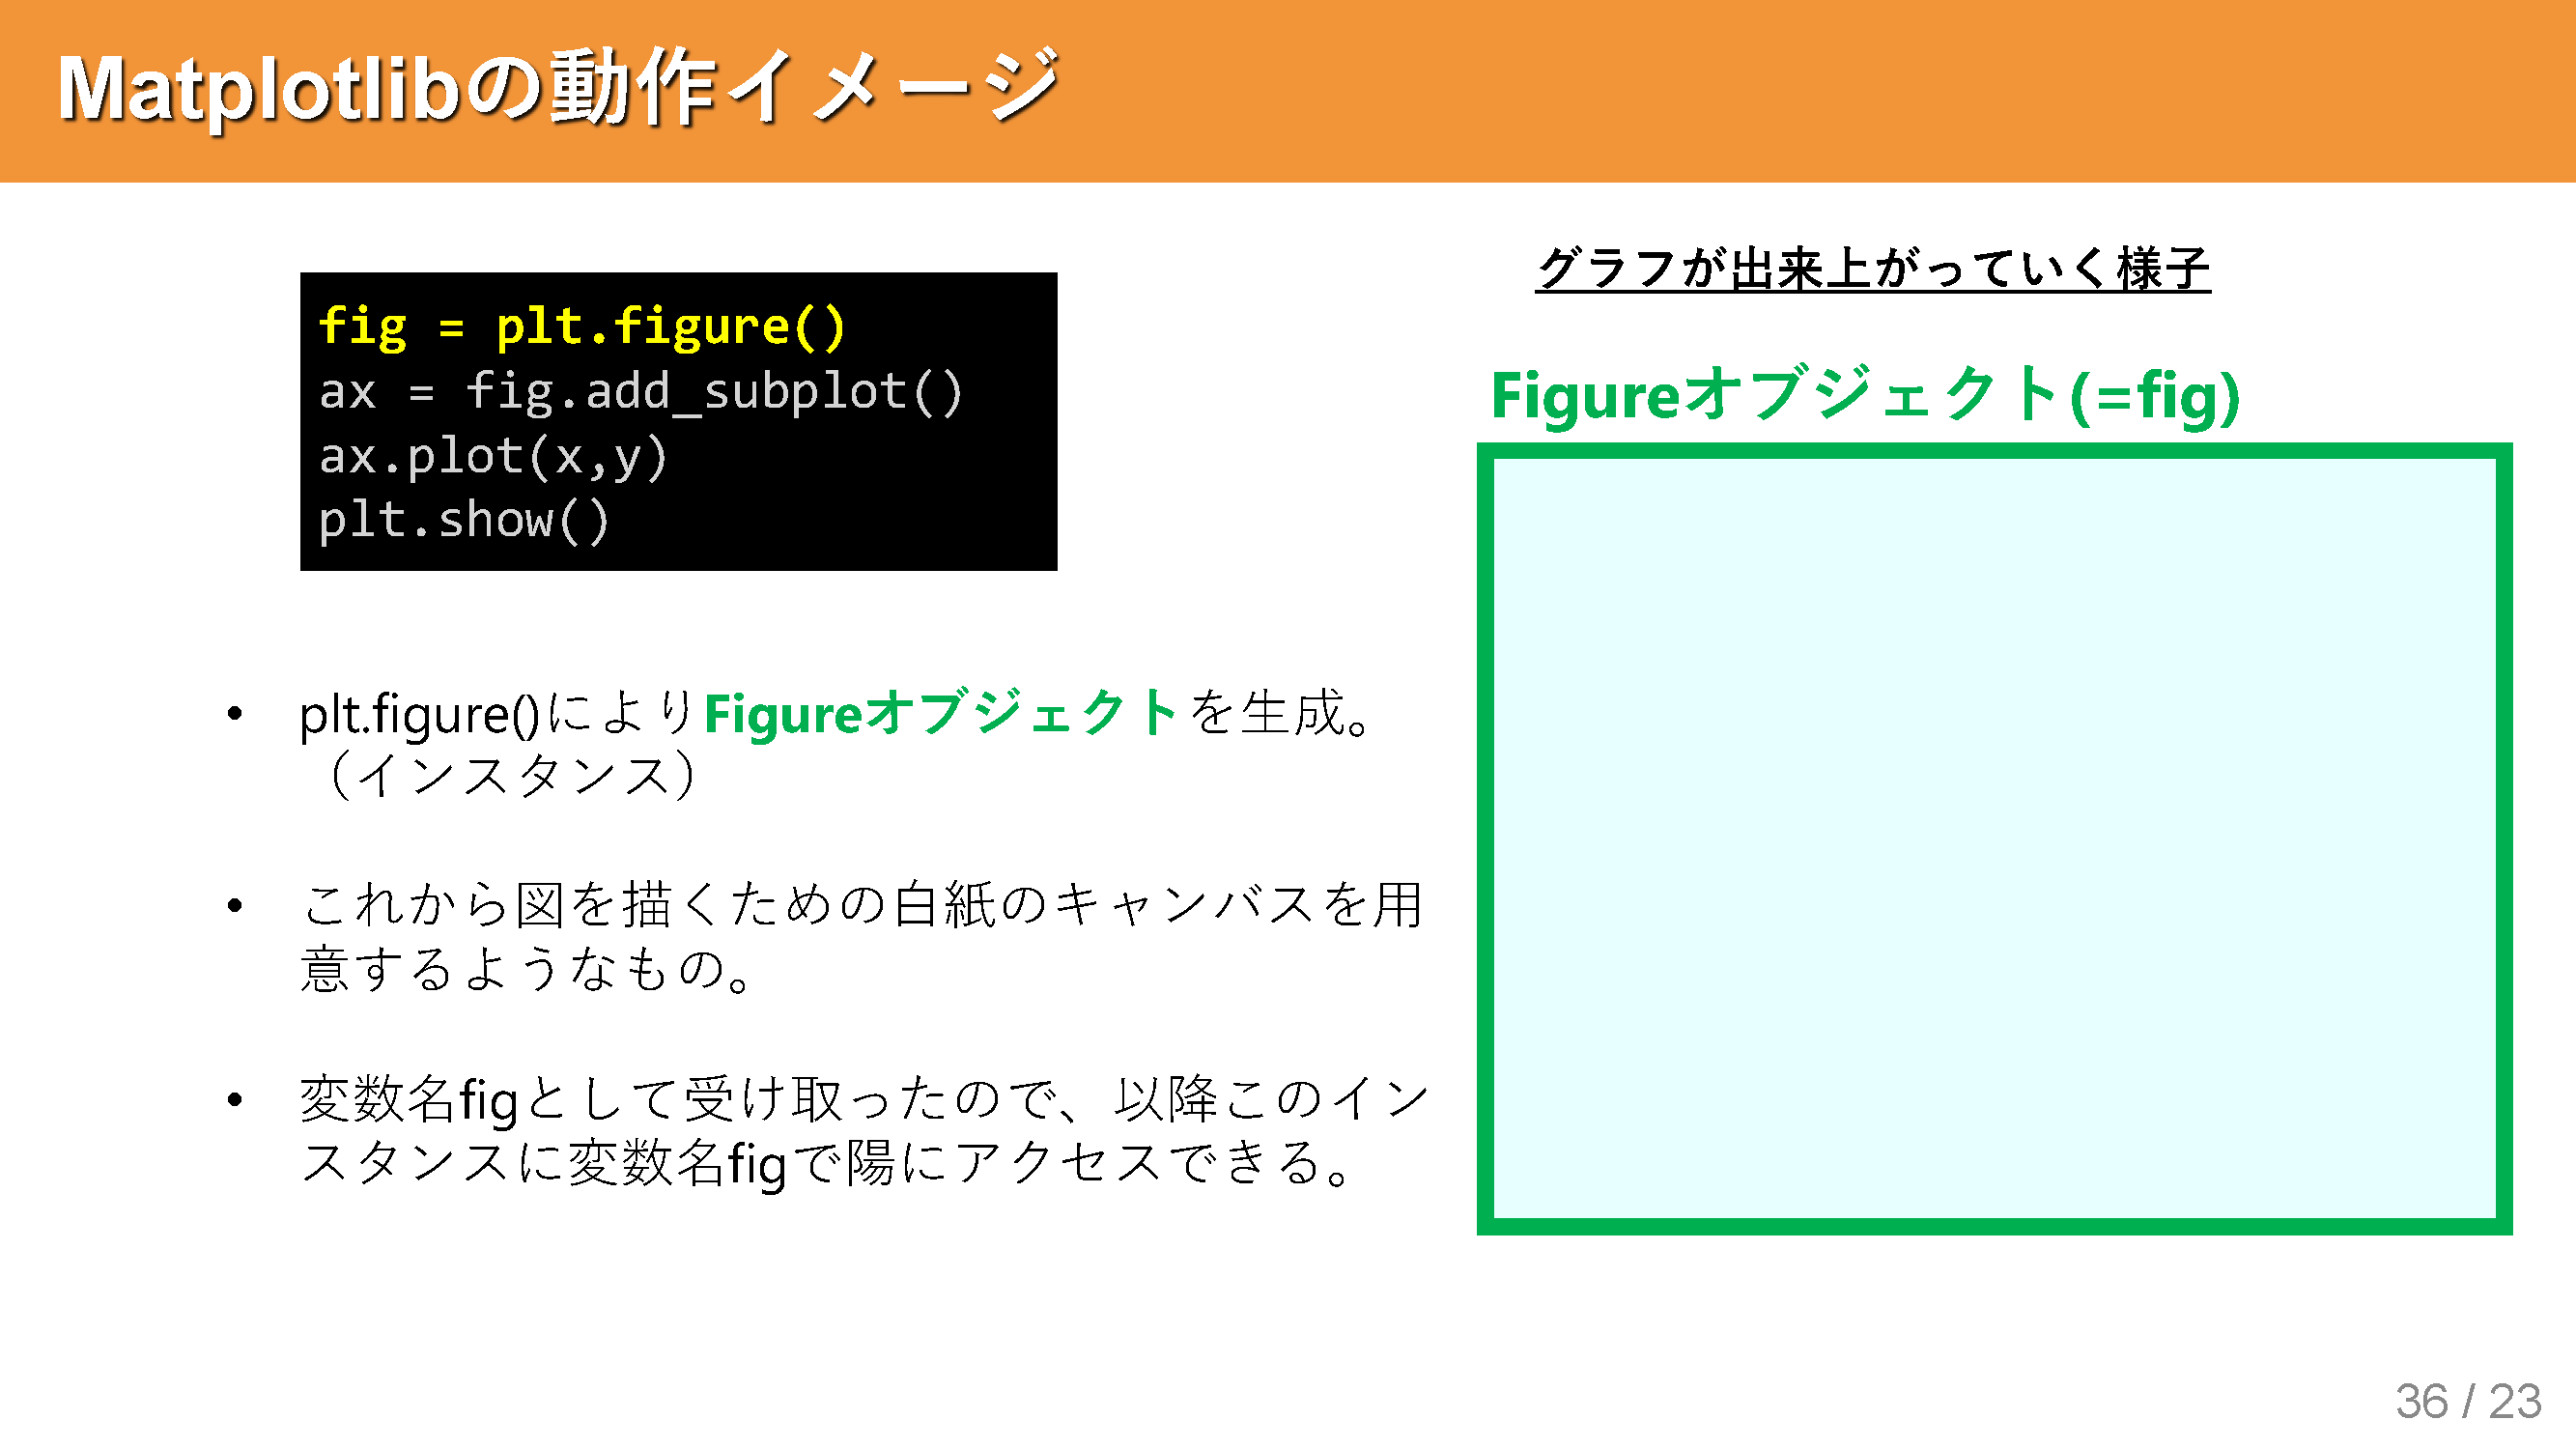 Matplotlibの動作イメージ
fig = plt.figure()
ax = fig.add_subplot()
ax.plot(x,y)
plt.show()
• plt.figure()によりFigureオブジェクトを生成。
（インスタンス）
• これから図を描くための白紙のキャンバスを用
意するようなもの。
• 変数名figとして受け取ったので、以降このイン
スタンスに変数名figで陽にアクセスできる。
グラフが出来上がっていく様子
Figureオブジェクト(=fig)
36 / 23